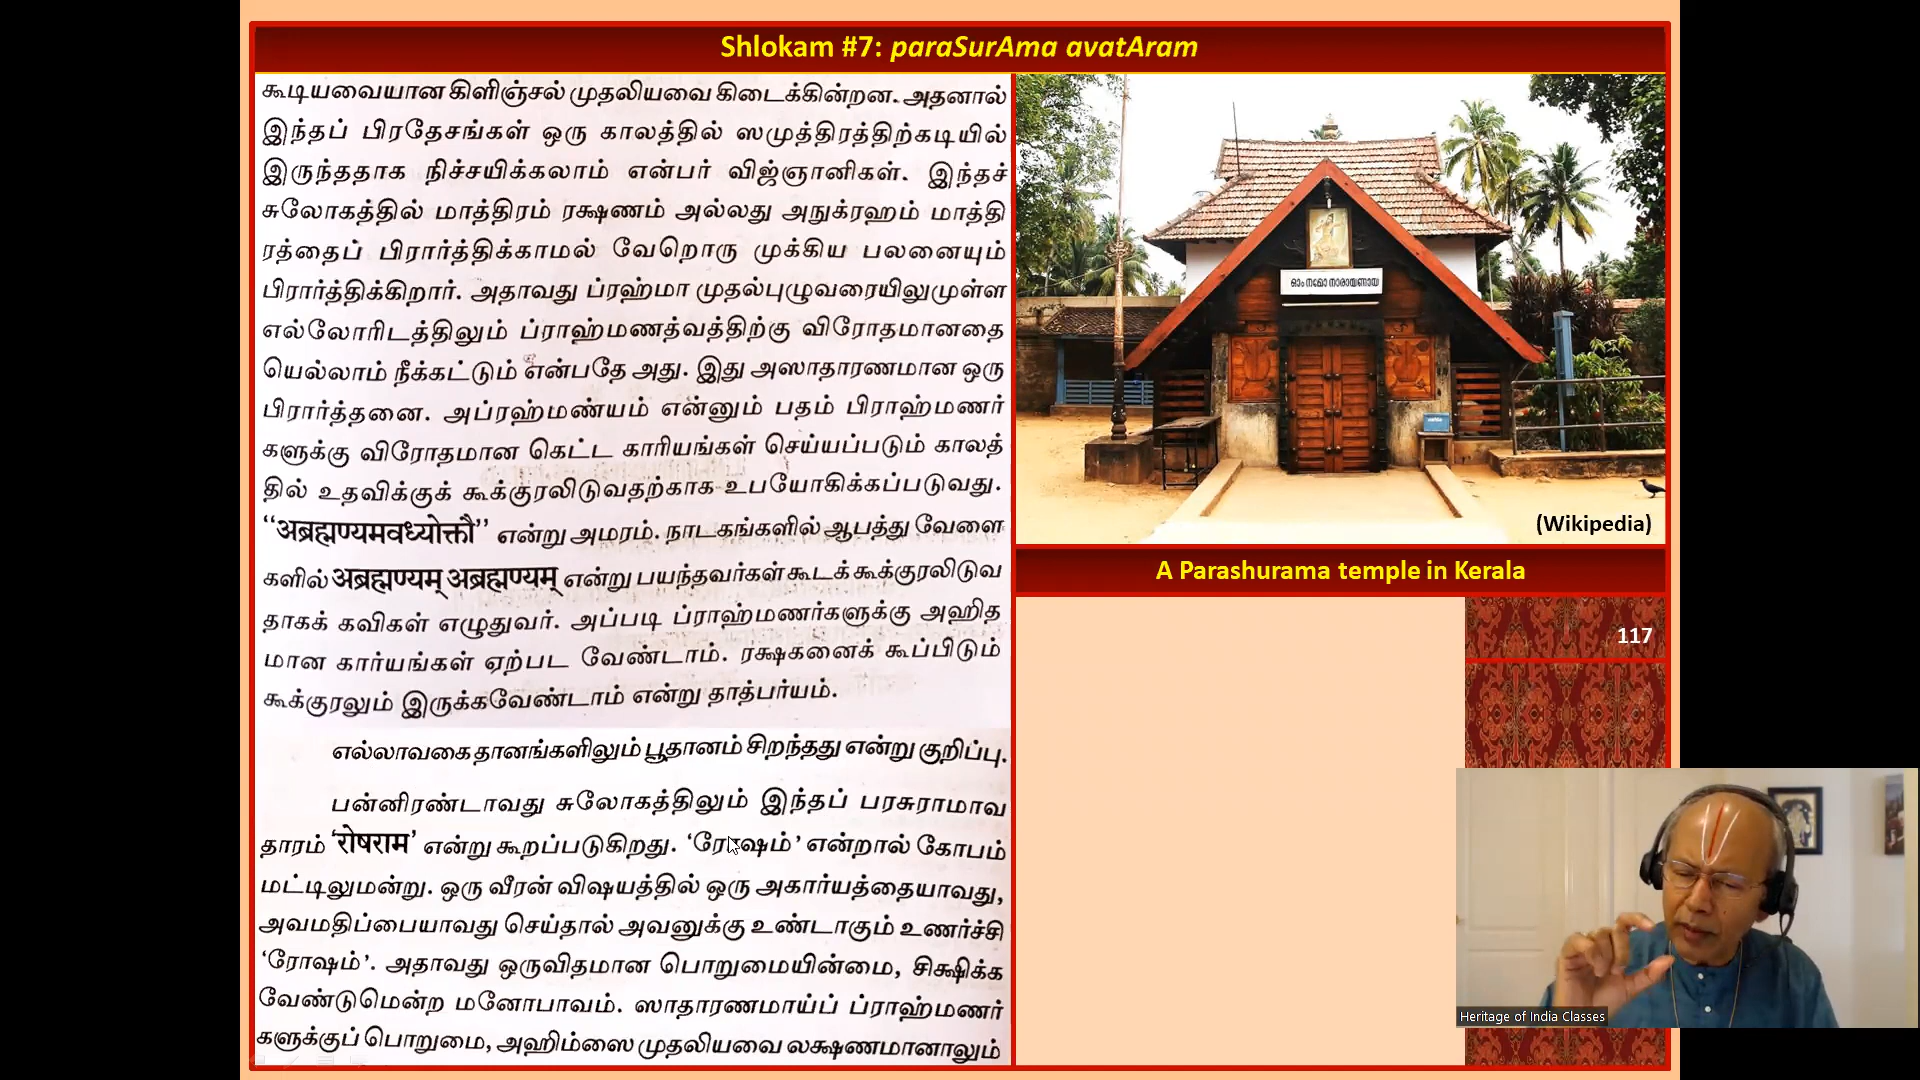 Shlokam #7: paraSurAma avatAram
கூடியவையான கிளிஞ்சல் முதலியவை கிடைக்கின்றன. அதனால்
இந்தப் பிரதேசங்கள் ஒரு காலத்தில் ஸமுத்திரத்திற்கடியில்
இருந்ததாக நிச்சயிக்கலாம் என்பர் விஜ்ஞானிகள். இந்தச்
சுலோகத்தில் மாத்திரம் ரக்ஷணம் அல்லது அநுக்ரஹம் மாத்தி
ரத்தைப் பிரார்த்திக்காமல் வேறொரு முக்கிய பலனையும்
பிரார்த்திக்கிறார். அதாவது ப்ரஹ்மா முதல்புழுவரையிலுமுள்ள
எல்லோரிடத்திலும் ப்ராஹ்மணத்வத்திற்கு விரோதமானதை
யெல்லாம் நீக்கட்டும் என்பதே அது. இது அஸாதாரணமான ஒரு
பிரார்த்தனை. அப்ரஹ்மண்யம் என்னும் பதம் பிராஹ்மணர்
களுக்கு விரோதமான கெட்ட காரியங்கள் செய்யப்படும் காலத்
தில் உதவிக்குக் கூக்குரலிடுவதற்காக உபயோகிக்கப்படுவது.
“अब्रह्मण्यमवध्योक्तौ” என்று அமரம். நாடகங்களில் ஆபத்து வேளை
களில் अब्रह्मण्यम् अब्रह्मण्यम् என்று பயந்தவர்கள் கூடக் கூக்குரலிடுவ
தாகக் கவிகள் எழுதுவர். அப்படி ப்ராஹ்மணர்களுக்கு அஹித
மான கார்யங்கள் ஏற்பட வேண்டாம். ரக்ஷகனைக் கூப்பிடும்
கூக்குரலும் இருக்கவேண்டாம் என்று தாத்பர்யம்.
எல்லாவகை தானங்களிலும் பூதானம் சிறந்தது என்று குறிப்பு.
பன்னிரண்டாவது சுலோகத்திலும் இந்தப் பரசுராமாவ
தாரம் ‘रोषराम’ என்று கூறப்படுகிறது. ‘ரோஷம்’ என்றால் கோபம்
மட்டிலுமன்று. ஒரு வீரன் விஷயத்தில் ஒரு அகார்யத்தையாவது,
அவமதிப்பையாவது செய்தால் அவனுக்கு உண்டாகும் உணர்ச்சி
‘ரோஷம்’. அதாவது ஒருவிதமான பொறுமையின்மை, சிக்ஷிக்க
வேண்டுமென்ற மனோபாவம். ஸாதாரணமாய்ப் ப்ராஹ்மணர்
களுக்குப் பொறுமை, அஹிம்ஸை முதலியவை லக்ஷணமானாலும்
ഓം നമോ നാരായണായ
(Wikipedia)
A Parashurama temple in Kerala
117
Heritage of India Classes